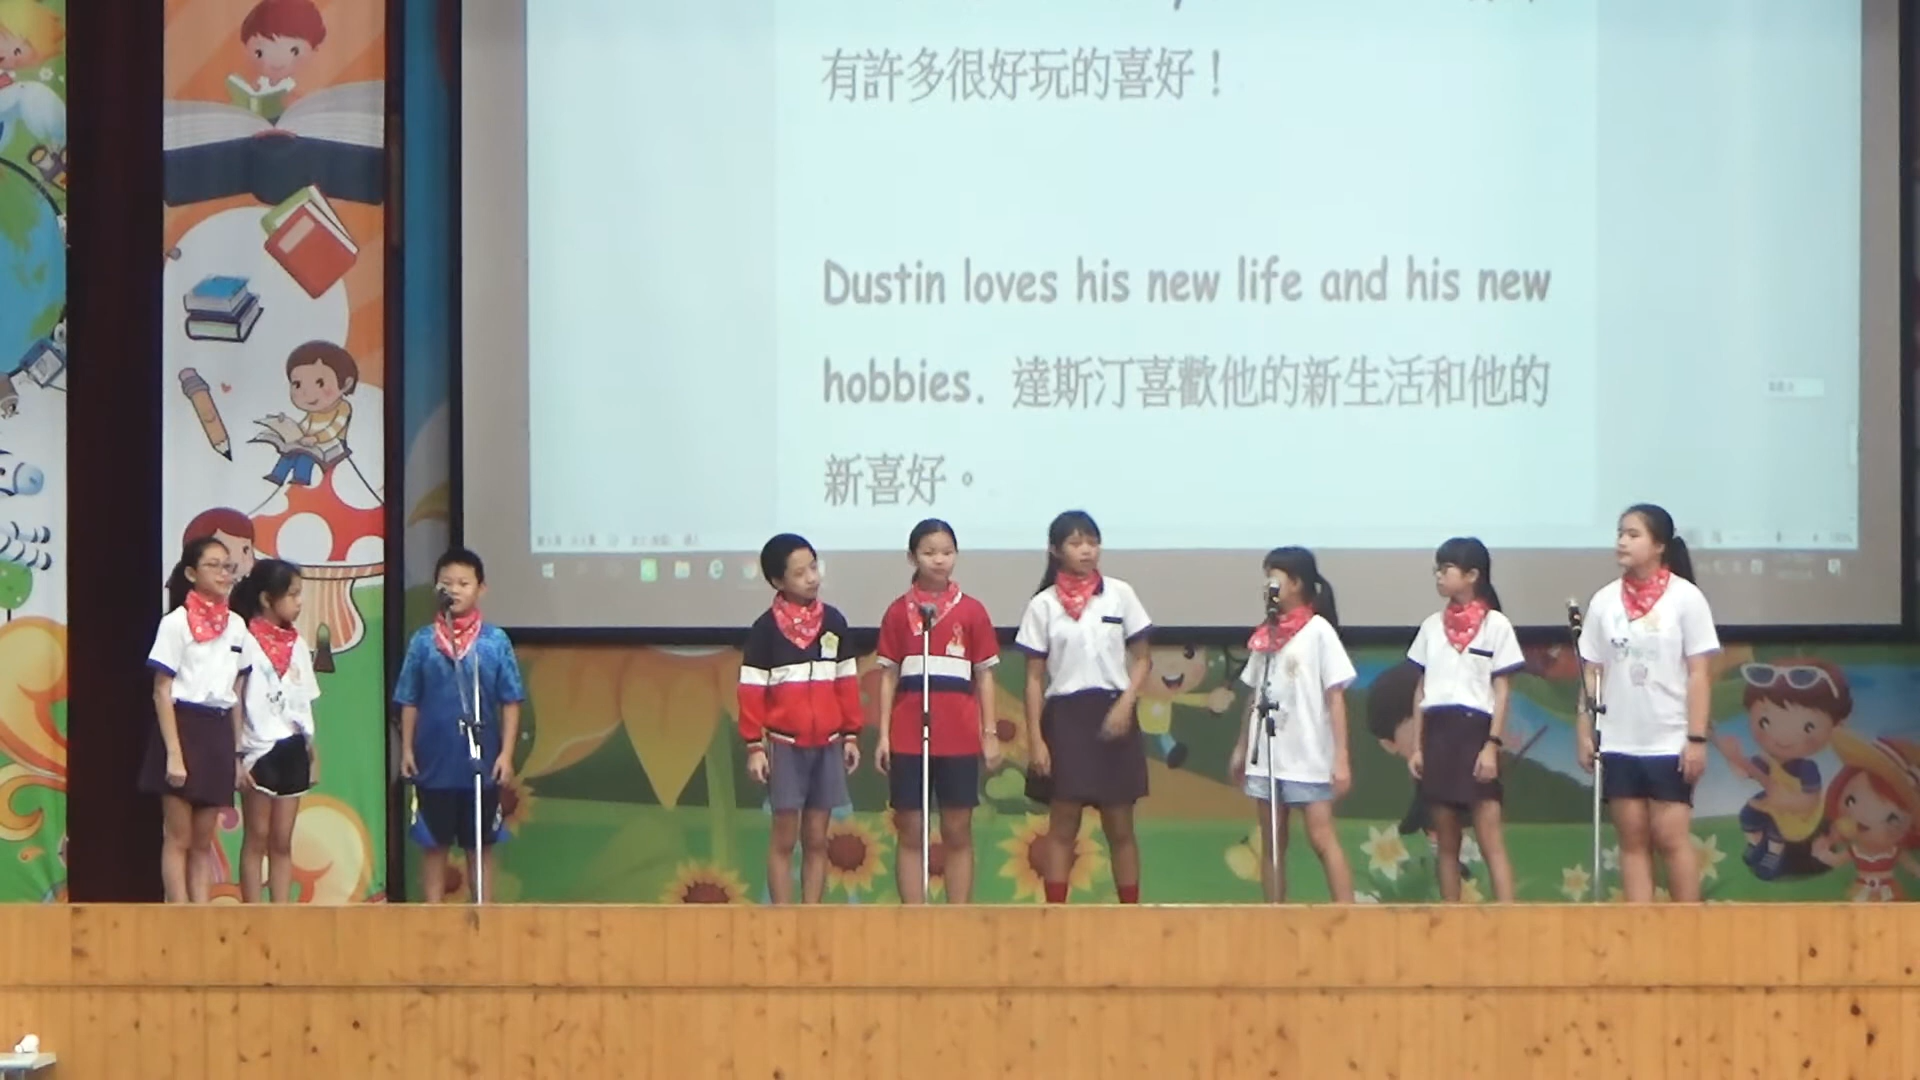 有許多很好玩的喜好！
Dustin loves his new life and his new
hobbies. 達斯汀喜歡他的新生活和他的
新喜好。